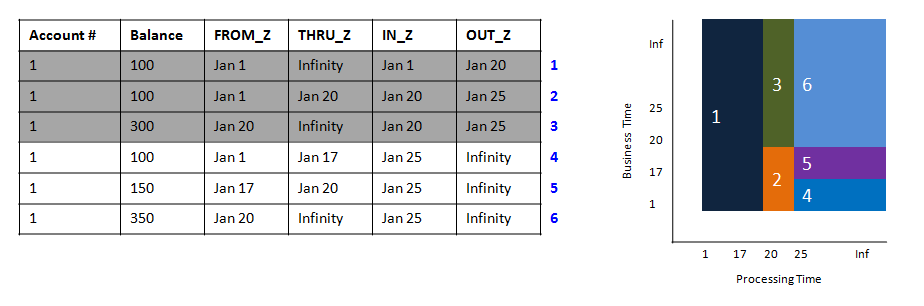 Account # Balance FROM_Z THRU_Z IN_Z OUT_Z
1 100 Jan 1 Infinity Jan 1 Jan 20 1
1 100 Jan 1 Jan 20 Jan 20 Jan 25 2
1 300 Jan 20 Infinity Jan 20 Jan 25 3
1 100 Jan 1 Jan 17 Jan 25 Infinity 4
1 150 Jan 17 Jan 20 Jan 25 Infinity 5
1 350 Jan 20 Infinity Jan 25 Infinity 6
Business Time
Inf
25
20
17
1
1
3
6
5
2
4
1 17 20 25 Inf
Processing Time